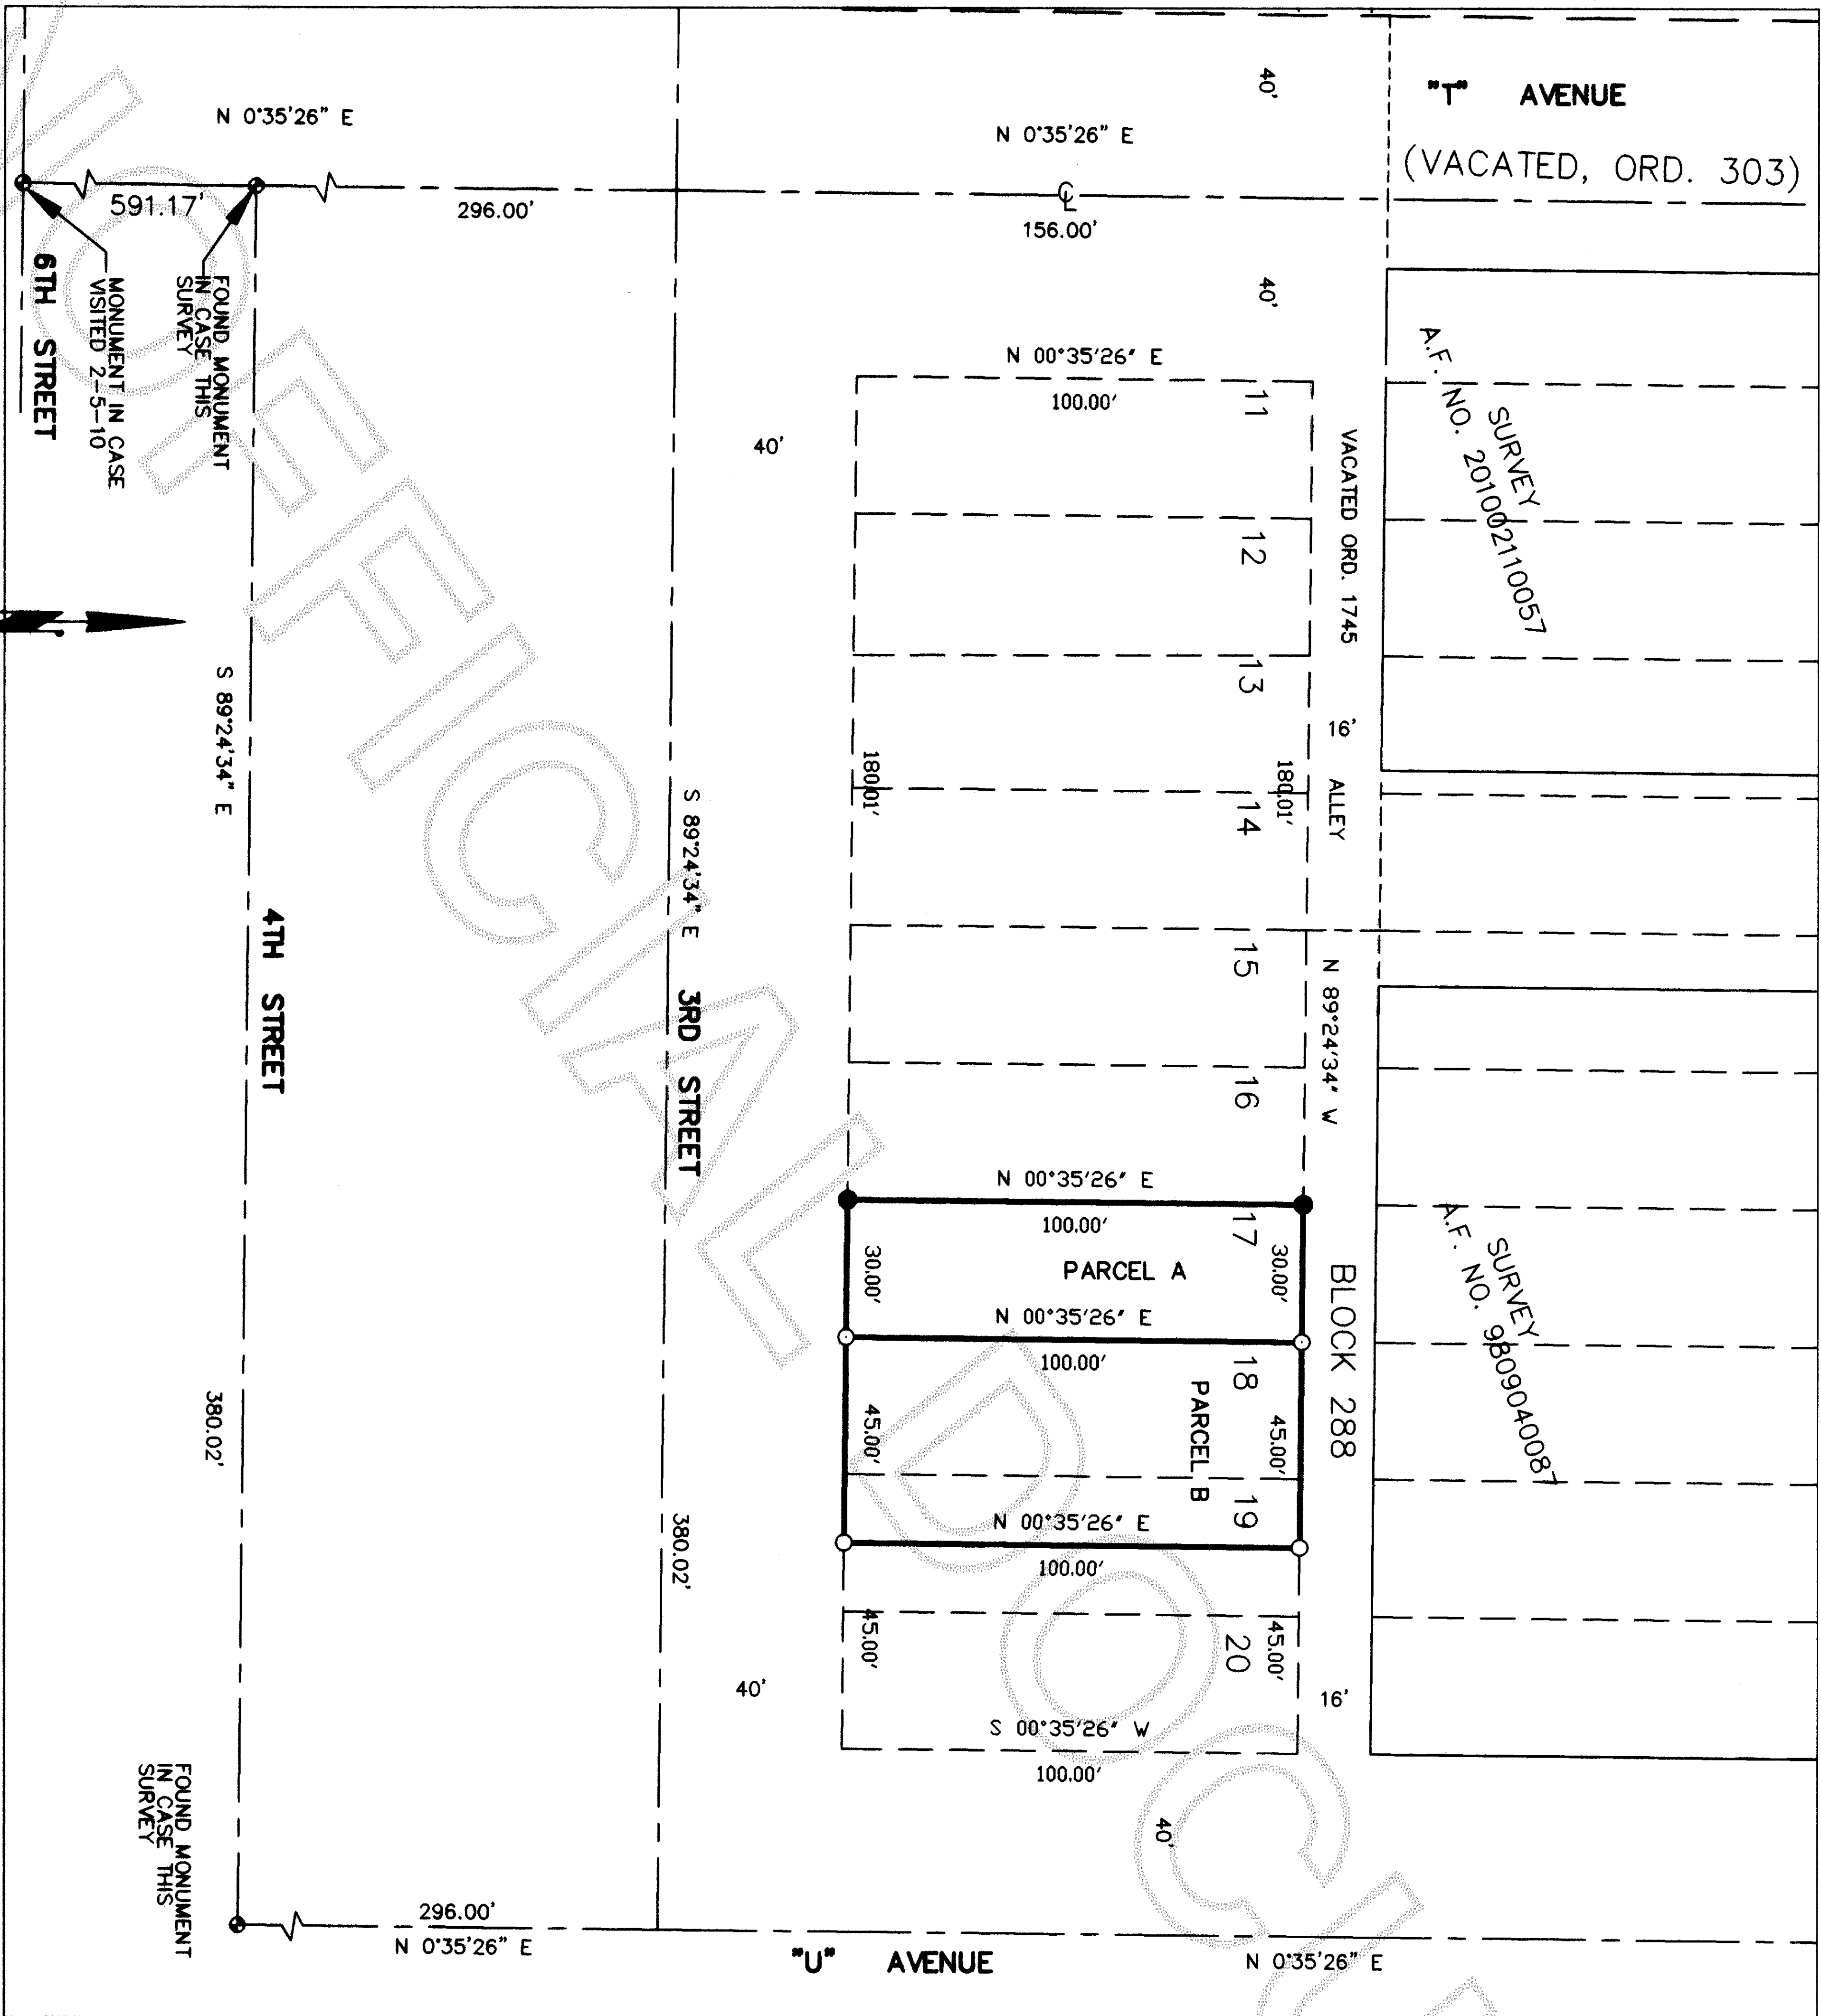 "T" AVENUE
(VACATED, ORD. 303)
40'
N 0°35'26" E
N 0°35'26" E
591.17'
296.00'
C L
156.00'
40'
FOUND MONUMENT
IN CASE THIS
SURVEY
MONUMENT IN CASE
VISITED 2-5-10
6TH STREET
40'
N 00°35'26" E
100.00'
11
12
13
14
15
16
VACATED ORD. 1745
16' ALLEY
180.01'
180.01'
N 89°24'34" W
SURVEY
A.F. NO. 201002110057
S 89°24'34" E
4TH STREET
380.02'
S 89°24'34" E
3RD STREET
380.02'
N 00°35'26" E
100.00'
17
30.00'
30.00'
PARCEL A
N 00°35'26" E
100.00'
18
45.00'
45.00'
PARCEL B
19
N 00°35'26" E
100.00'
BLOCK 288
SURVEY
A.F. NO. 9809040087
45.00'
45.00'
20
16'
40'
S 00°35'26" W
100.00'
40'
FOUND MONUMENT
IN CASE THIS
SURVEY
296.00'
N 0°35'26" E
"U" AVENUE
N 0°35'26" E